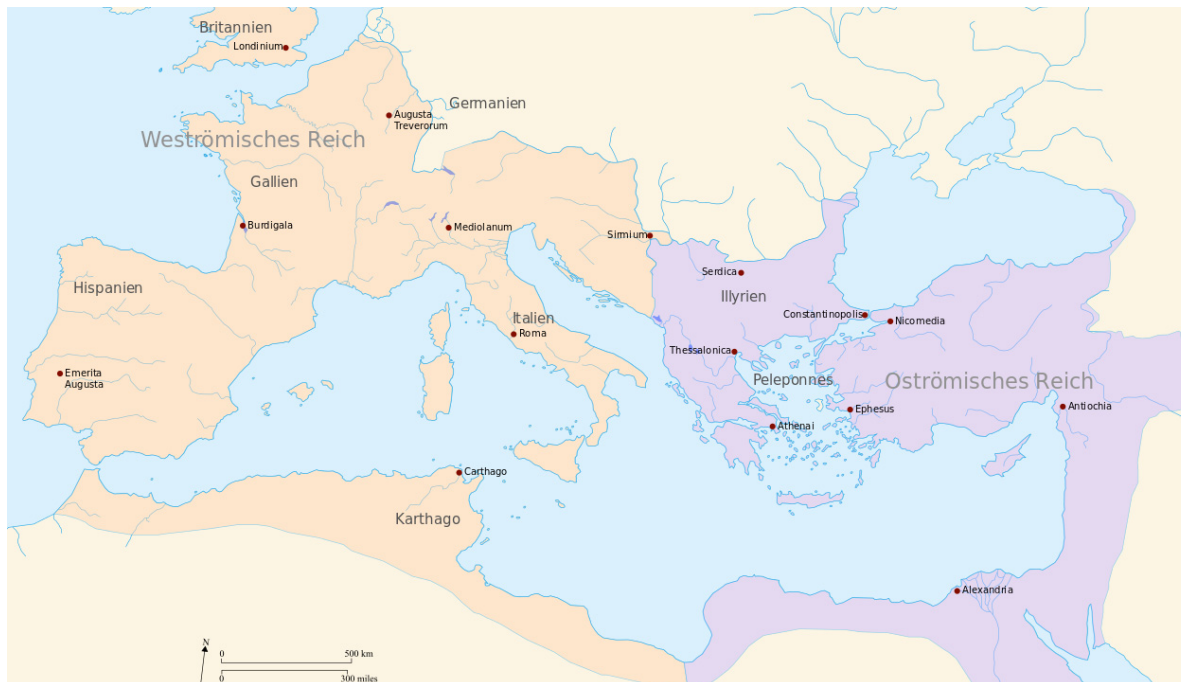 Britannien
Londinium
Germanien
Augusta
Treverorum
Weströmisches Reich
Gallien
Burdigala
Mediolanum
Sirmium
Serdica
Hispanien
Illyrien
Italien
Roma
Constantinopolis
Nicomedia
Thessalonica
Emerita
Augusta
Peleponnes
Oströmisches Reich
Ephesus
Antiochia
Athenai
Carthago
Karthago
Alexandria
N
0
500 km
0
300 miles